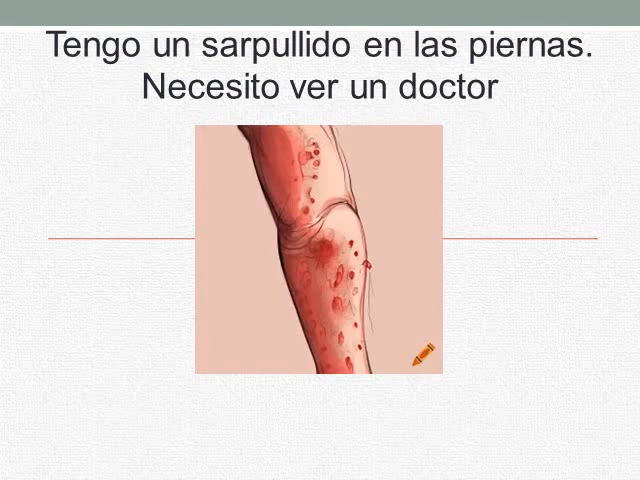 Tengo un sarpullido en las piernas.
Necesito ver un doctor